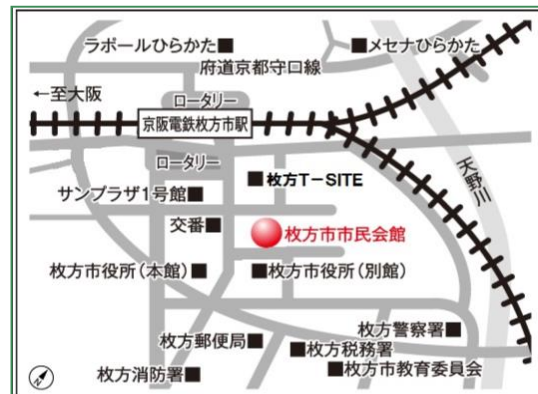 ラポールひらかた■
■メセナひらかた
府道京都守口線
←至大阪
ロータリー
京阪電鉄枚方市駅
ロータリー
天野川
■枚方T−SITE
サンプラザ1号館■
交番■
枚方市市民会館
枚方市役所(本館)■
■枚方市役所(別館)
枚方警察署■
枚方郵便局■
■枚方税務署
枚方消防署■
■枚方市教育委員会